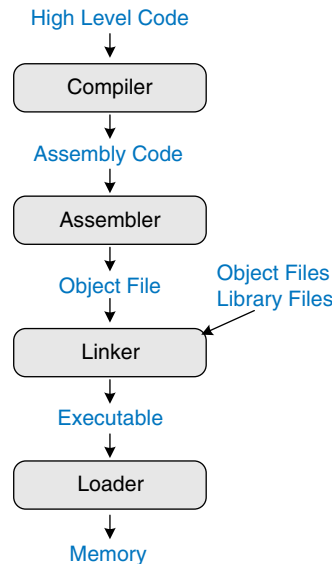 High Level Code
Compiler
Assembly Code
Assembler
Object File
Object Files
Library Files
Linker
Executable
Loader
Memory